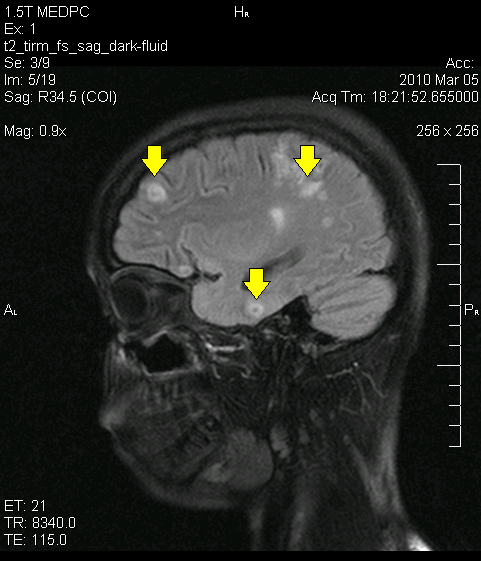 1.5T MEDPC
Ex: 1
t2_tirm_fs_sag_dark-fluid
Se: 3/9
Im: 5/19
Sag: R34.5 (COI)
Mag: 0.9x
HR
Acc:
2010 Mar 05
Acq Tm: 18:21:52.655000
256 x 256
AL
PR
ET: 21
TR: 8340.0
TE: 115.0